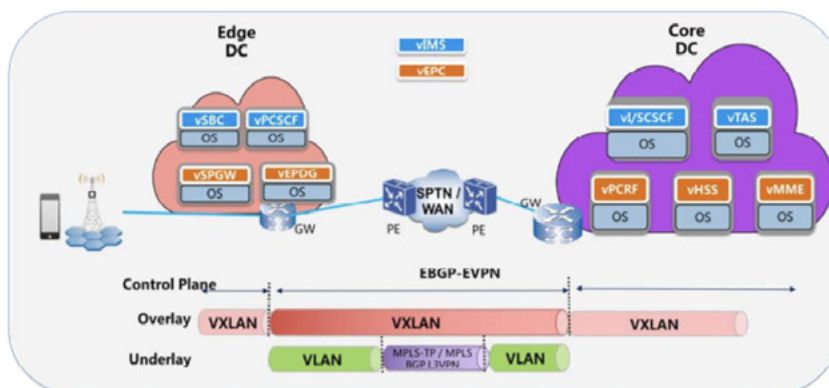 Edge
DC
vIMS
vEPC
Core
DC
vSBC
vPCSCF
OS
OS
vI/SCSCF
vTAS
OS
OS
vSPGW
vEPDG
OS
OS
vPCRF
vHSS
vMME
OS
OS
OS
SPTN /
WAN
GW
PE
PE
GW
EBGP-EVPN
Control Plane
Overlay
VXLAN
VXLAN
VXLAN
Underlay
VLAN
MPLS-TP / MPLS
BGP L3VPN
VLAN